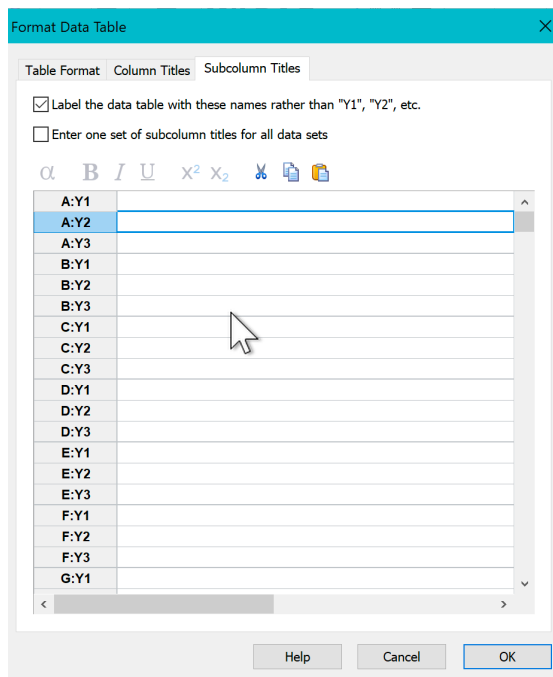 Format Data Table
Table Format Column Titles Subcolumn Titles
Label the data table with these names rather than "Y1", "Y2", etc.
Enter one set of subcolumn titles for all data sets
α B I U X² X₂
A:Y1
A:Y2
A:Y3
B:Y1
B:Y2
B:Y3
C:Y1
C:Y2
C:Y3
D:Y1
D:Y2
D:Y3
E:Y1
E:Y2
E:Y3
F:Y1
F:Y2
F:Y3
G:Y1
Help Cancel OK